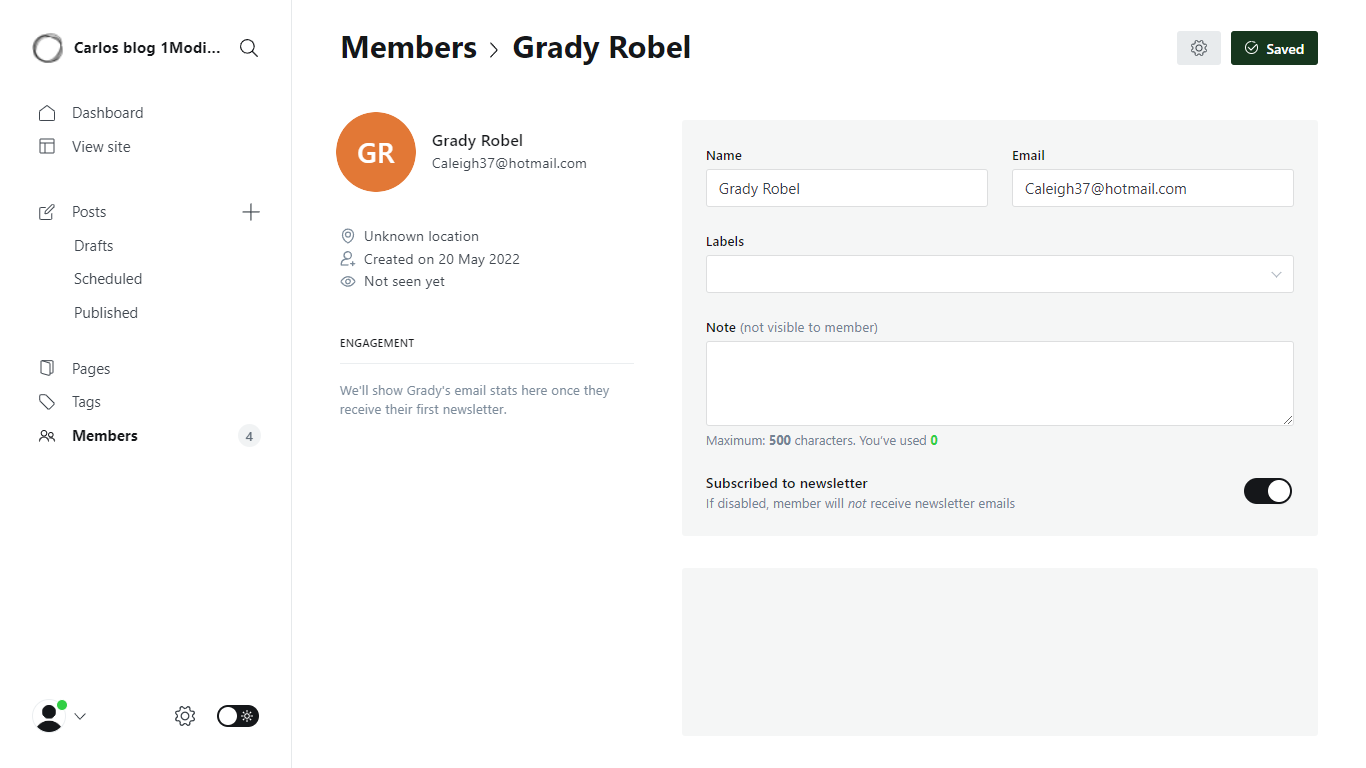 Carlos blog 1Modi...
Dashboard
View site
Posts
Drafts
Scheduled
Published
Pages
Tags
Members
4
Members > Grady Robel
Saved
GR
Grady Robel
Caleigh37@hotmail.com
Unknown location
Created on 20 May 2022
Not seen yet
ENGAGEMENT
We'll show Grady's email stats here once they
receive their first newsletter.
Name
Grady Robel
Email
Caleigh37@hotmail.com
Labels
Note (not visible to member)
Maximum: 500 characters. You've used 0
Subscribed to newsletter
If disabled, member will not receive newsletter emails